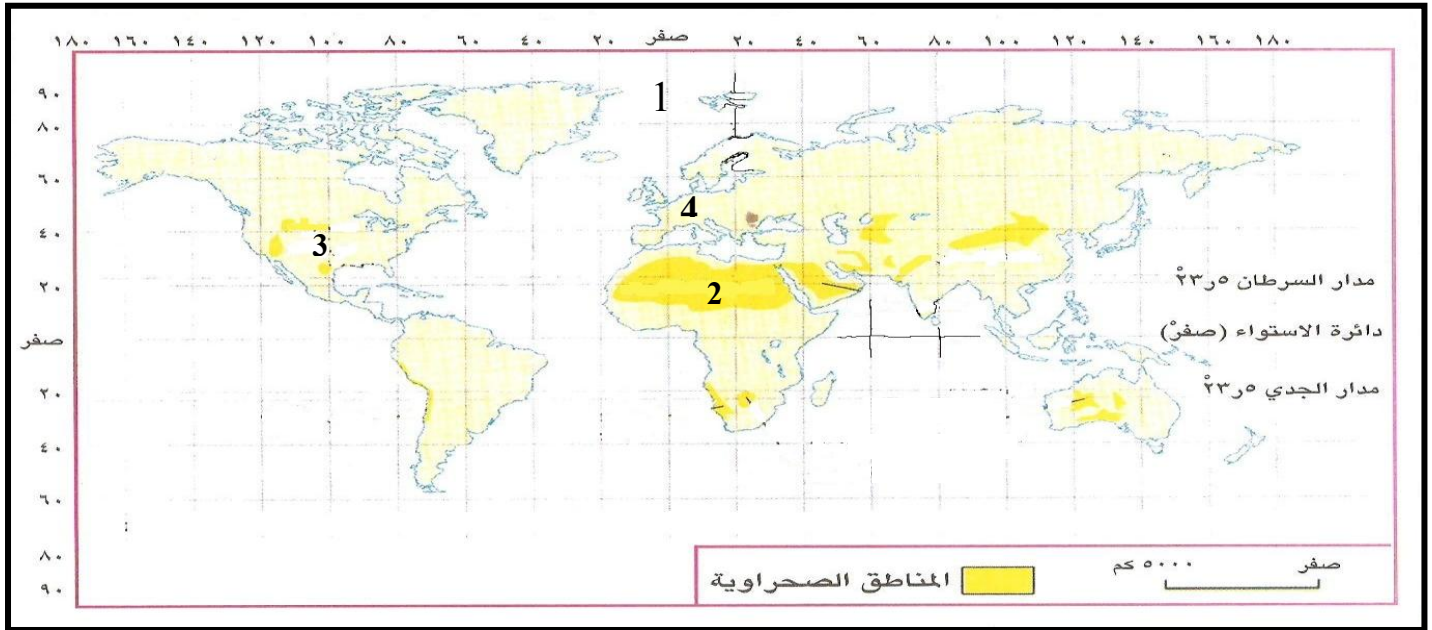 ١٨٠ ١٦٠ ١٤٠ ١٢٠ ١٠٠ ٨٠ ٦٠ ٤٠ ٢٠ صفر ٢٠ ٤٠ ٦٠ ٨٠ ١٠٠ ١٢٠ ١٤٠ ١٦٠ ١٨٠
٩٠
1
٨٠
٦٠
4
٤٠
3
مدار السرطان ٥ر٢٣ْ
٢٠
2
دائرة الاستواء (صفرْ)
صفر
مدار الجدي ٥ر٢٣ْ
٢٠
٤٠
٦٠
٨٠
٩٠
المناطق الصحراوية
صفر ٥٠٠٠ كم